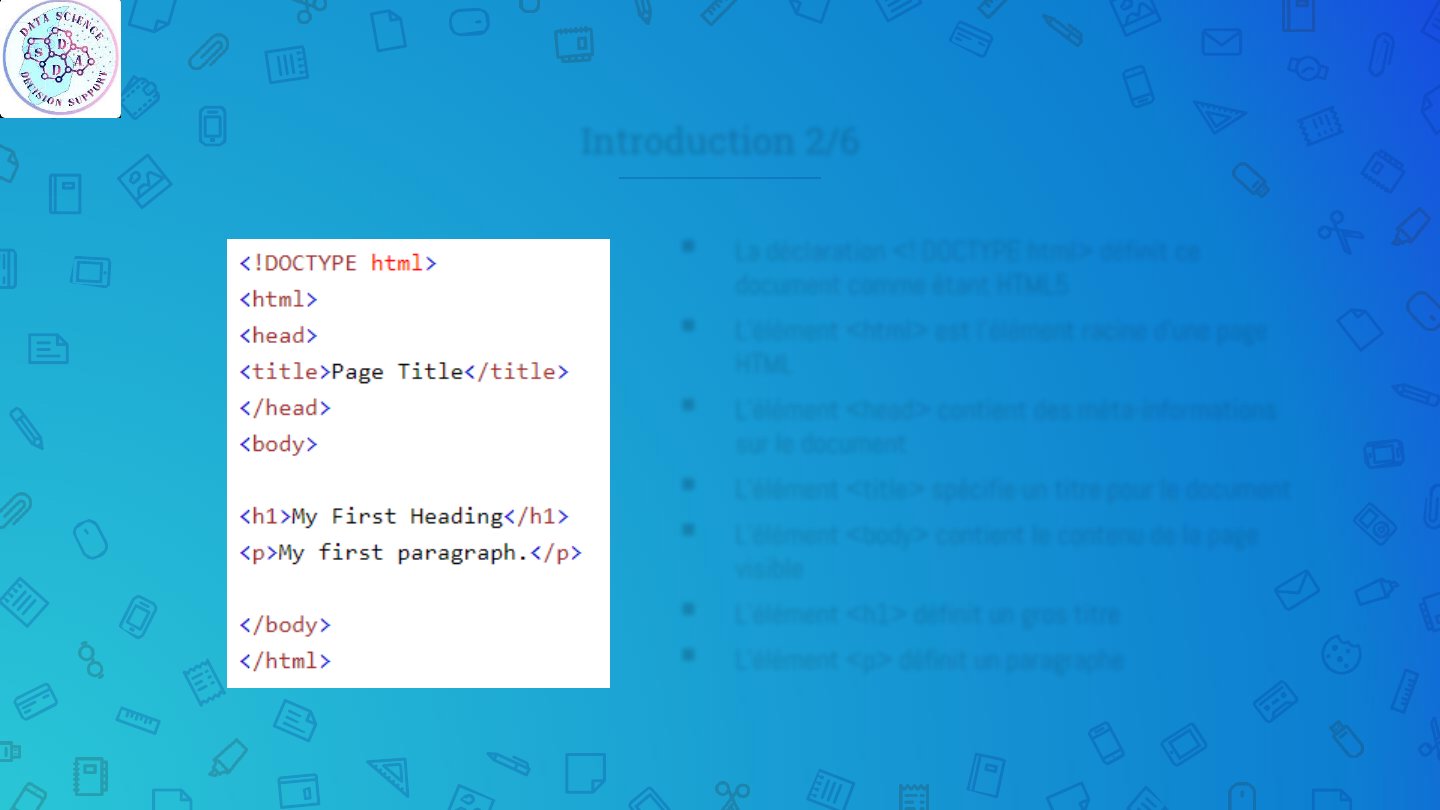 DATA SCIENCE
S D D A
DECISION SUPPORT
Introduction 2/6
<!DOCTYPE html>
<html>
<head>
<title>Page Title</title>
</head>
<body>
<h1>My First Heading</h1>
<p>My first paragraph.</p>
</body>
</html>
La déclaration <! DOCTYPE html> définit ce
document comme étant HTML5
L'élément <html> est l'élément racine d'une page
HTML
L'élément <head> contient des méta-informations
sur le document
L'élément <title> spécifie un titre pour le document
L'élément <body> contient le contenu de la page
visible
L'élément <h1> définit un gros titre
L'élément <p> définit un paragraphe